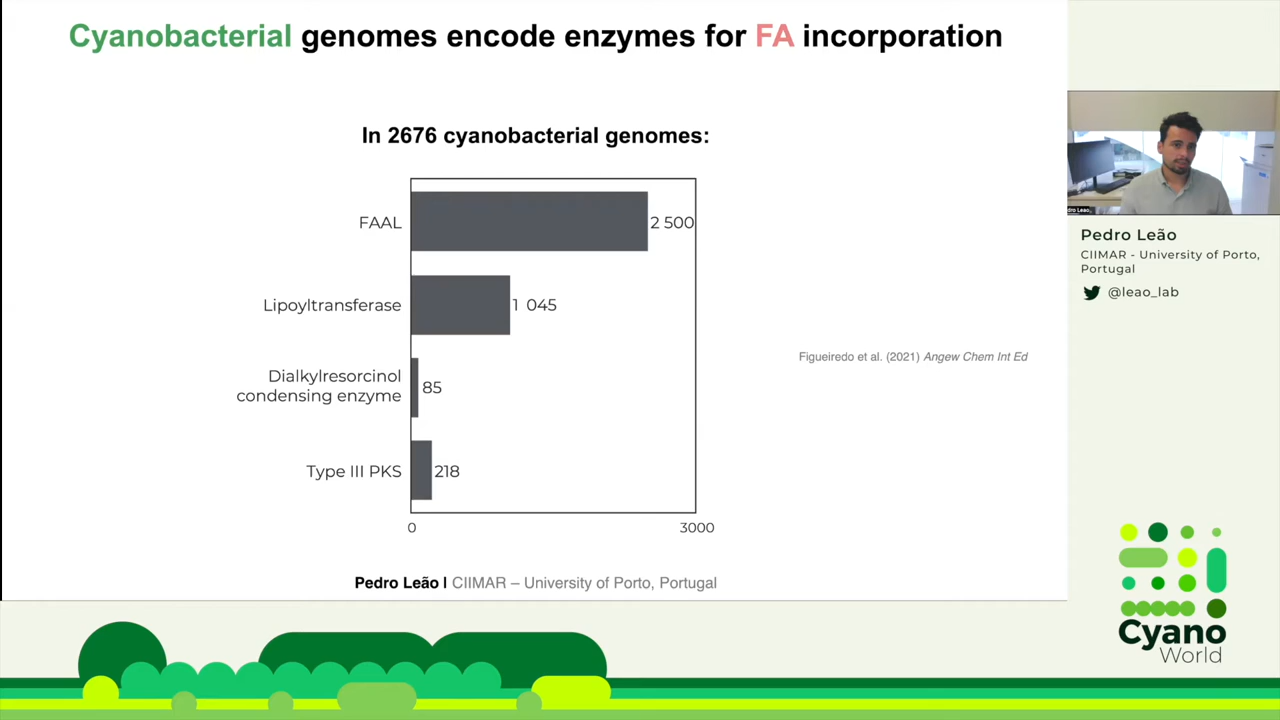 Cyanobacterial genomes encode enzymes for FA incorporation
In 2676 cyanobacterial genomes:
FAAL
2 500
Lipoyltransferase
1 045
Dialkylresorcinol
condensing enzyme
85
Type III PKS
218
0
3000
Figueiredo et al. (2021) Angew Chem Int Ed
Pedro Leão I CIIMAR – University of Porto, Portugal
dro Leao
Pedro Leão
CIIMAR - University of Porto,
Portugal
@leao_lab
Cyano
World